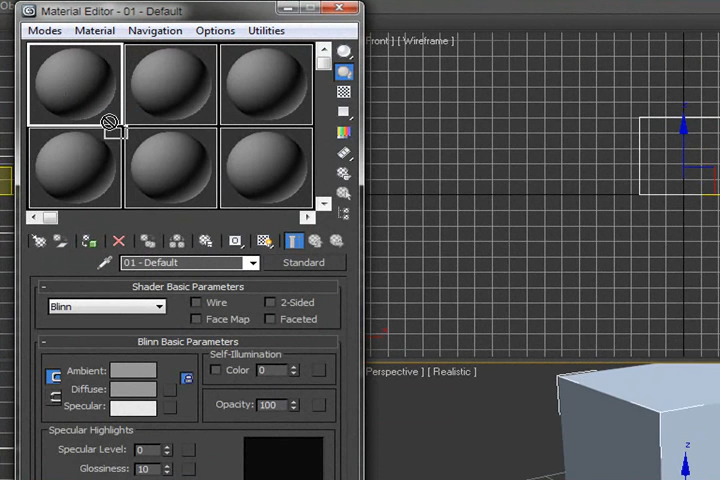 Material Editor - 01 - Default
Modes Material Navigation Options Utilities
Front ] [ Wireframe ]
01 - Default
Standard
Shader Basic Parameters
Blinn
Wire
2-Sided
Face Map
Faceted
Blinn Basic Parameters
Self-Illumination
Ambient:
Color 0
Diffuse:
Specular:
Opacity: 100
Specular Highlights
Specular Level: 0
Glossiness: 10
Perspective ] [ Realistic ]
z